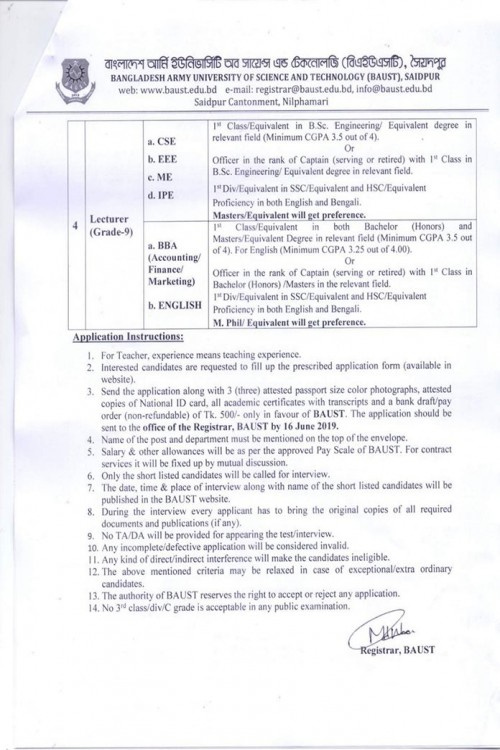 বাংলাদেশ আর্মি ইউনিভার্সিটি অব সায়েন্স এন্ড টেকনোলজি (বিএইউএসটি), সৈয়দপুর
BANGLADESH ARMY UNIVERSITY OF SCIENCE AND TECHNOLOGY (BAUST), SAIDPUR
web: www.baust.edu.bd e-mail: registrar@baust.edu.bd, info@baust.edu.bd
Saidpur Cantonment, Nilphamari
4
Lecturer
(Grade-9)
a. CSE
b. EEE
c. ME
d. IPE
1st Class/Equivalent in B.Sc. Engineering/ Equivalent degree in
relevant field (Minimum CGPA 3.5 out of 4).
Or
Officer in the rank of Captain (serving or retired) with 1st Class in
B.Sc. Engineering/ Equivalent degree in relevant field.
1st Div/Equivalent in SSC/Equivalent and HSC/Equivalent
Proficiency in both English and Bengali.
Masters/Equivalent will get preference.
a. BBA
(Accounting/
Finance/
Marketing)
b. ENGLISH
1st Class/Equivalent in both Bachelor (Honors) and
Masters/Equivalent Degree in relevant field (Minimum CGPA 3.5 out
of 4). For English (Minimum CGPA 3.25 out of 4.00).
Or
Officer in the rank of Captain (serving or retired) with 1st Class in
Bachelor (Honors) /Masters in the relevant field.
1st Div/Equivalent in SSC/Equivalent and HSC/Equivalent
Proficiency in both English and Bengali.
M. Phil/ Equivalent will get preference.
Application Instructions:
1. For Teacher, experience means teaching experience.
2. Interested candidates are requested to fill up the prescribed application form (available in
website).
3. Send the application along with 3 (three) attested passport size color photographs, attested
copies of National ID card, all academic certificates with transcripts and a bank draft/pay
order (non-refundable) of Tk. 500/- only in favour of BAUST. The application should be
sent to the office of the Registrar, BAUST by 16 June 2019.
4. Name of the post and department must be mentioned on the top of the envelope.
5. Salary & other allowances will be as per the approved Pay Scale of BAUST. For contract
services it will be fixed up by mutual discussion.
6. Only the short listed candidates will be called for interview.
7. The date, time & place of interview along with name of the short listed candidates will be
published in the BAUST website.
8. During the interview every applicant has to bring the original copies of all required
documents and publications (if any).
9. No TA/DA will be provided for appearing the test/interview.
10. Any incomplete/defective application will be considered invalid.
11. Any kind of direct/indirect interference will make the candidates ineligible.
12. The above mentioned criteria may be relaxed in case of exceptional/extra ordinary
candidates.
13. The authority of BAUST reserves the right to accept or reject any application.
14. No 3rd class/div/C grade is acceptable in any public examination.
Registrar, BAUST